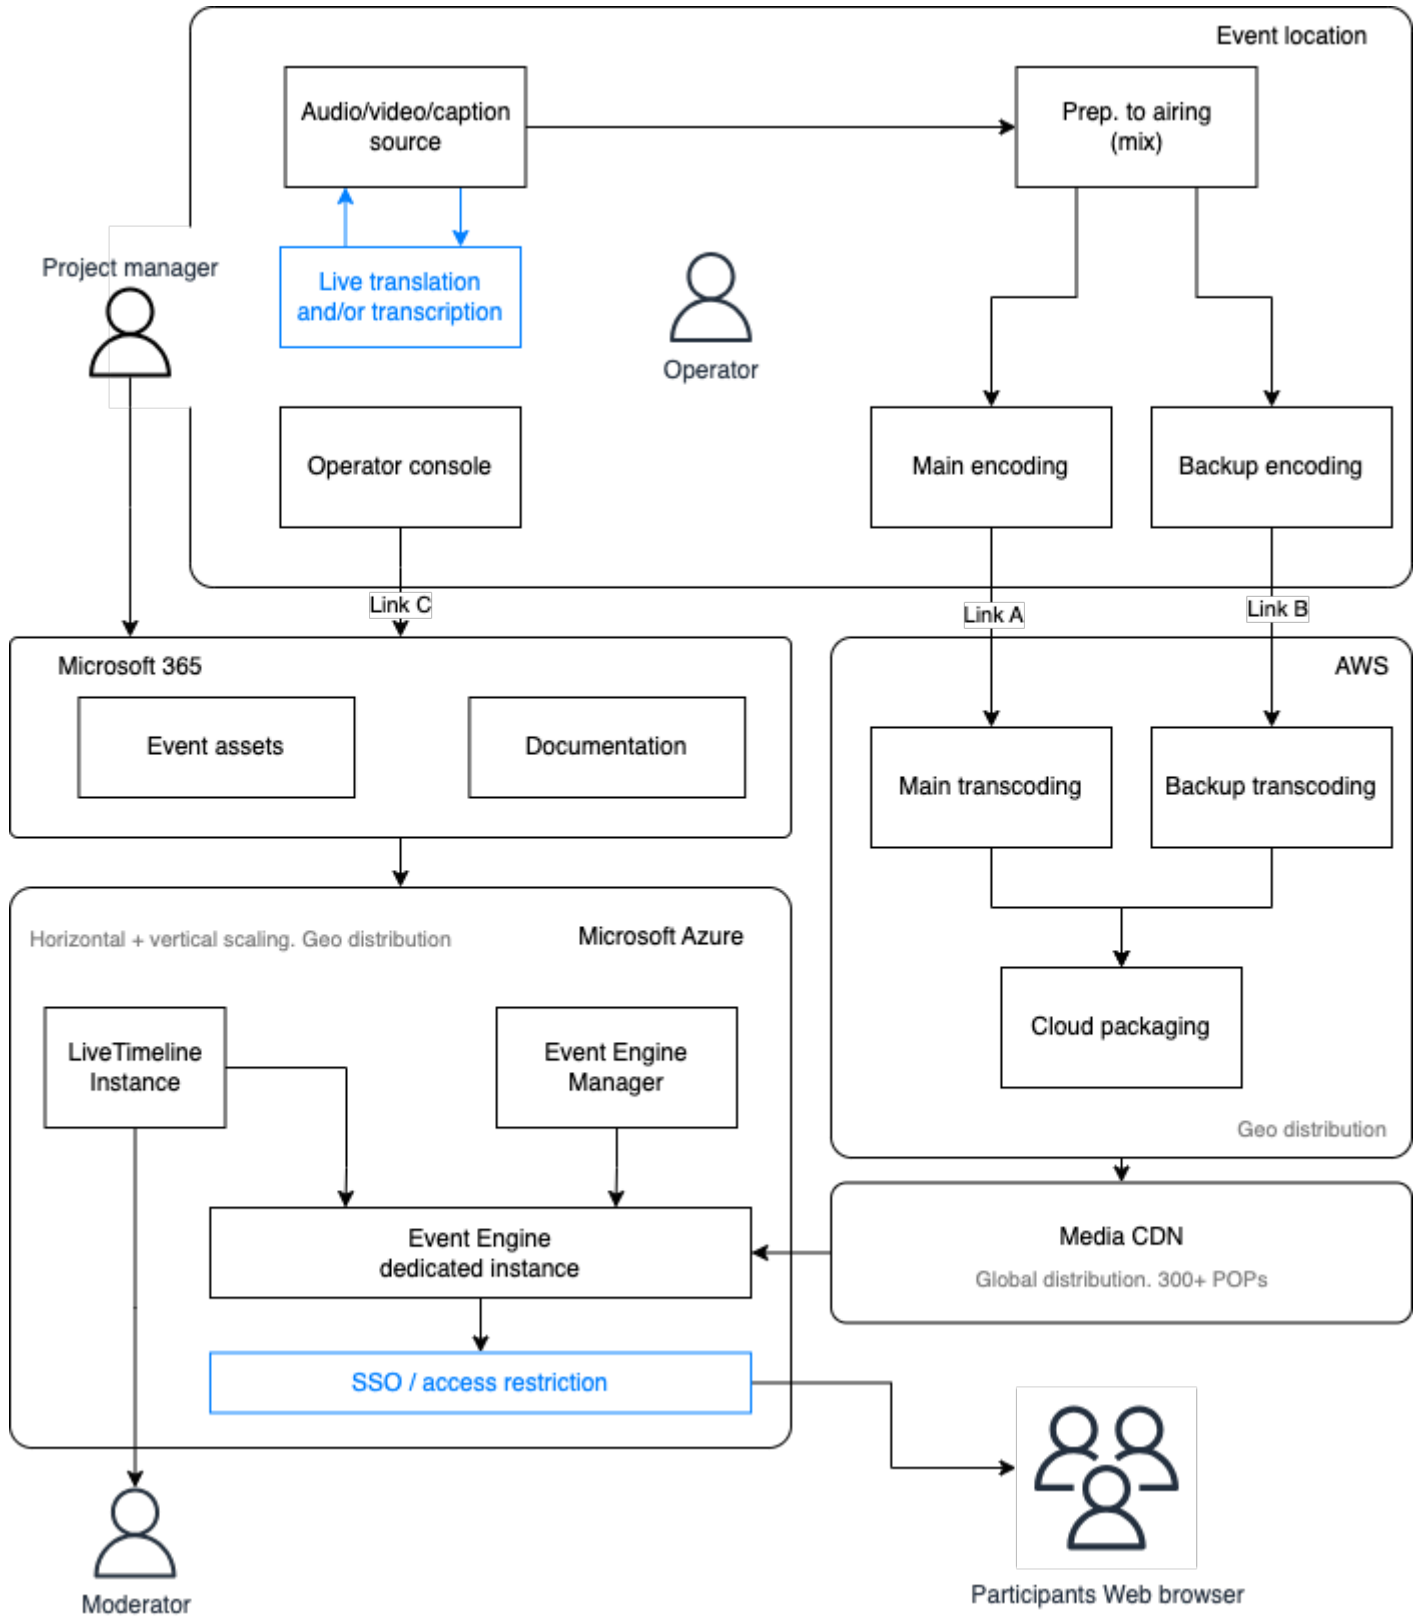 Event location
Audio/video/caption
source
Prep. to airing
(mix)
Project manager
Live translation
and/or transcription
Operator
Operator console
Main encoding
Backup encoding
Link C
Link A
Link B
Microsoft 365
AWS
Event assets
Documentation
Main transcoding
Backup transcoding
Horizontal + vertical scaling. Geo distribution
Microsoft Azure
LiveTimeline
Instance
Event Engine
Manager
Cloud packaging
Geo distribution
Event Engine
dedicated instance
Media CDN
Global distribution. 300+ POPs
SSO / access restriction
Moderator
Participants Web browser